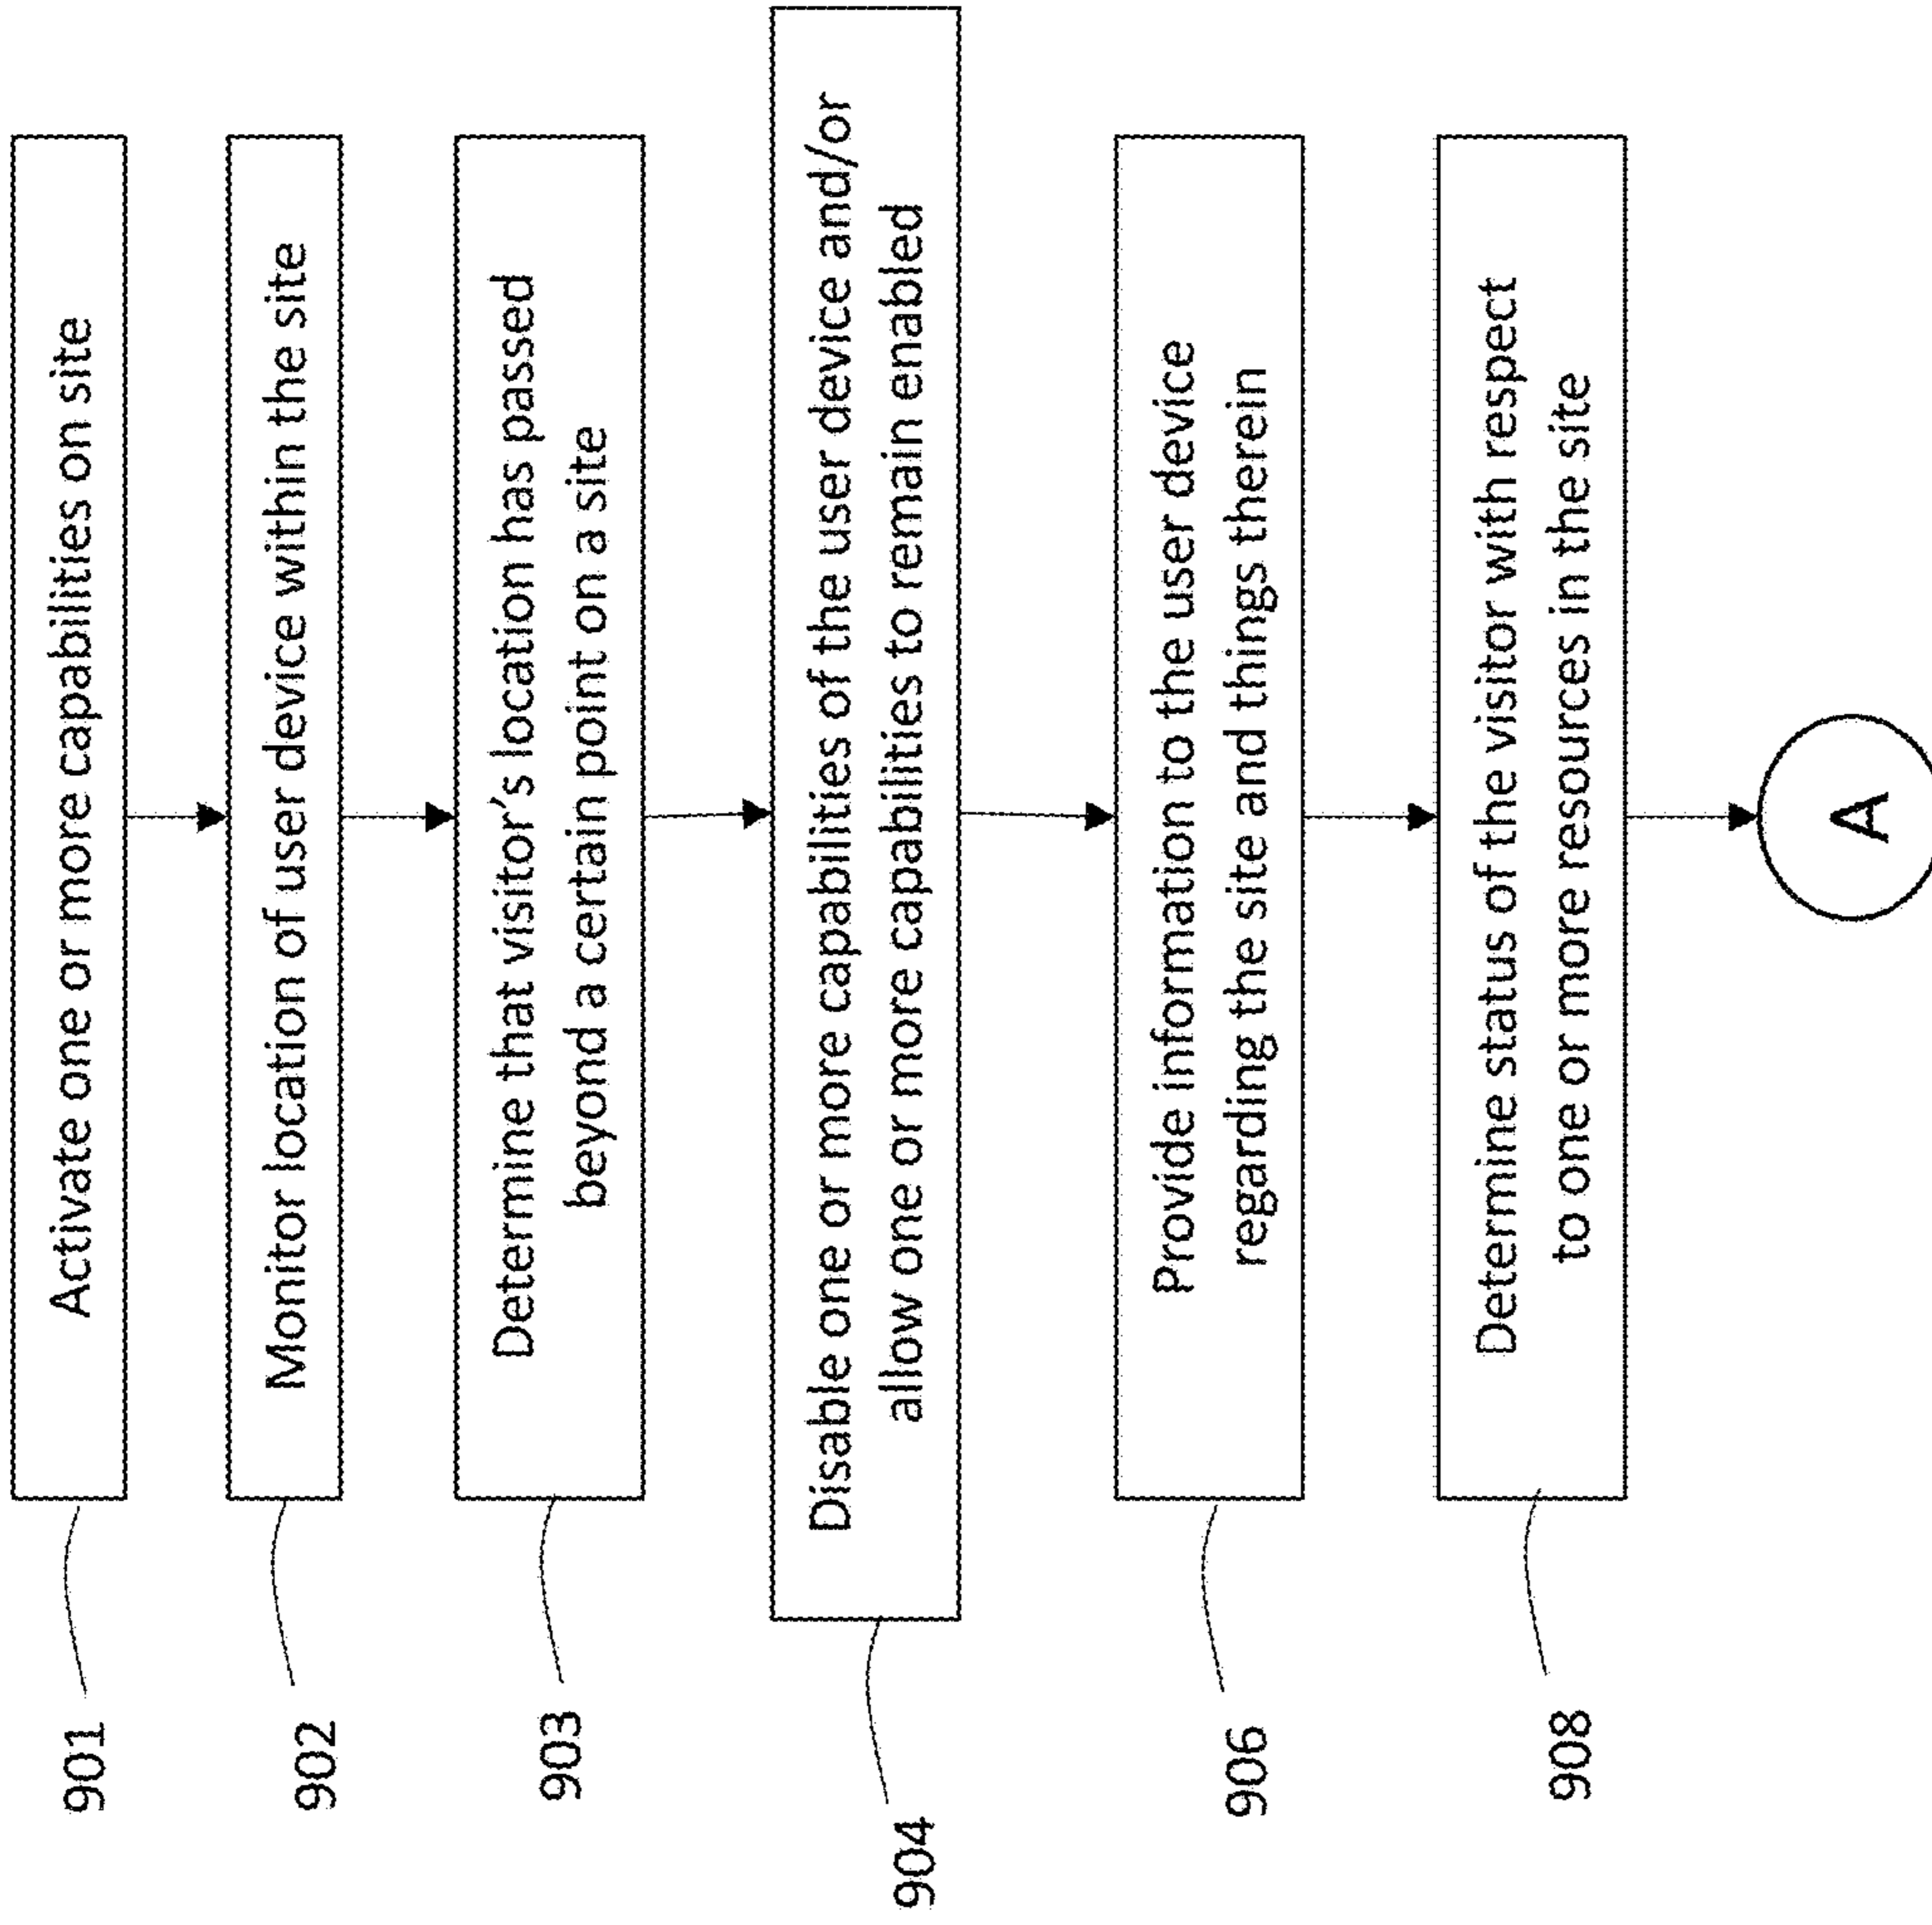 901
Activate one or more capabilities on site
902
Monitor location of user device within the site
903
Determine that visitor's location has passed
beyond a certain point on a site
904
Disable one or more capabilities of the user device and/or
allow one or more capabilities to remain enabled
906
Provide information to the user device
regarding the site and things therein
908
Determine status of the visitor with respect
to one or more resources in the site
A